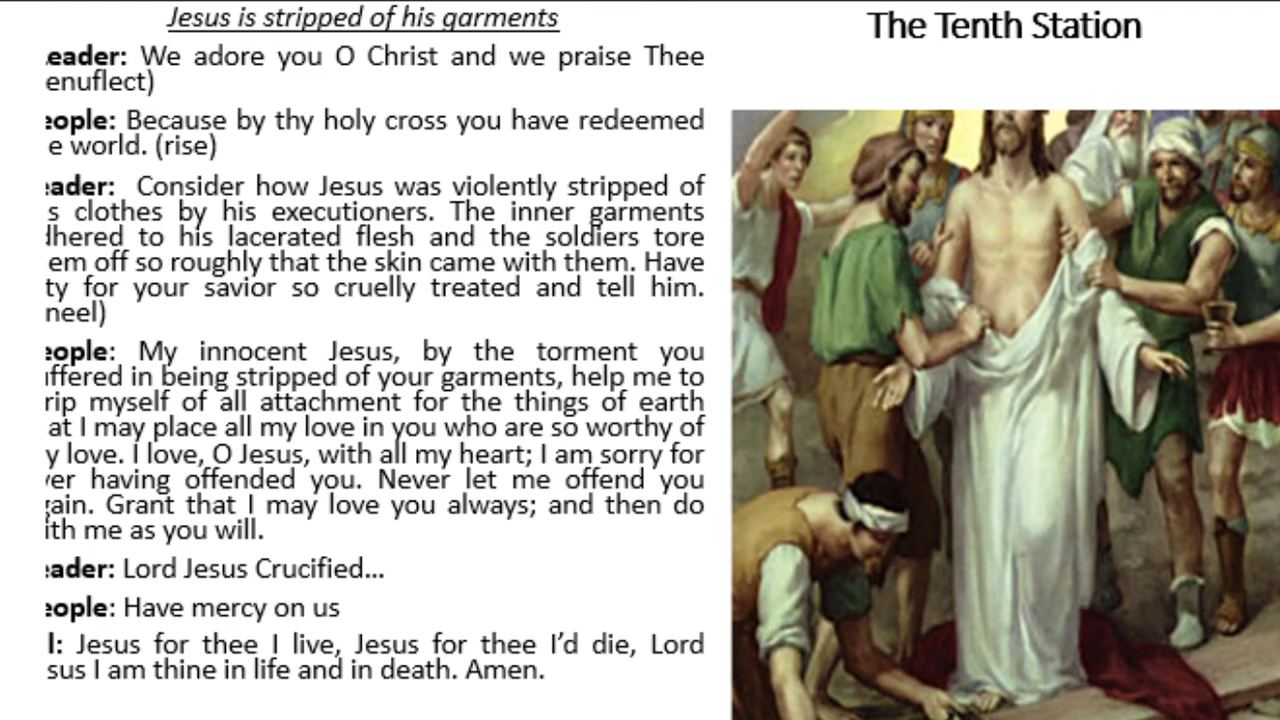 Jesus is stripped of his garments
eader: We adore you O Christ and we praise Thee
enuflect)
eople: Because by thy holy cross you have redeemed
e world. (rise)
ader: Consider how Jesus was violently stripped of
s clothes by his executioners. The inner garments
dhered to his lacerated flesh and the soldiers tore
em off so roughly that the skin came with them. Have
ty for your savior so cruelly treated and tell him.
neel)
eople: My innocent Jesus, by the torment you
uffered in being stripped of your garments, help me to
rip myself of all attachment for the things of earth
at I may place all my love in you who are so worthy of
y love. I love, O Jesus, with all my heart; I am sorry for
ver having offended you. Never let me offend you
gain. Grant that I may love you always; and then do
ith me as you will.
eader: Lord Jesus Crucified...
eople: Have mercy on us
l: Jesus for thee I live, Jesus for thee I'd die, Lord
sus I am thine in life and in death. Amen.
The Tenth Station